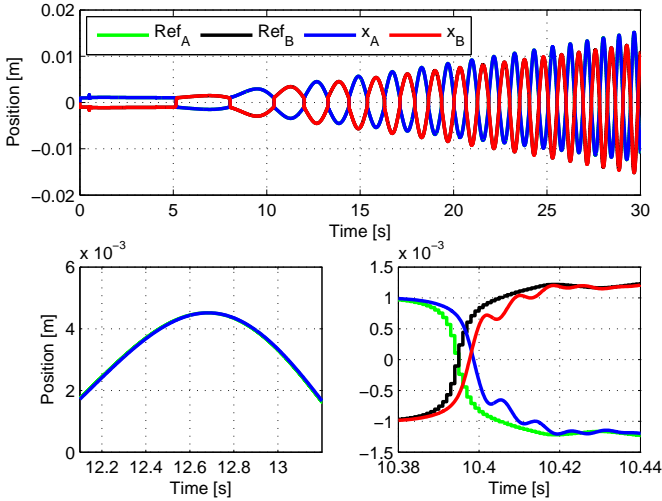 Ref_A Ref_B x_A x_B
0.02
0.01
0
−0.01
−0.02
Position [m]
0 5 10 15 20 25 30
Time [s]
x 10^−3
6
4
2
0
Position [m]
12.2 12.4 12.6 12.8 13
Time [s]
x 10^−3
1.5
1
0.5
0
−0.5
−1
−1.5
10.38 10.4 10.42 10.44
Time [s]